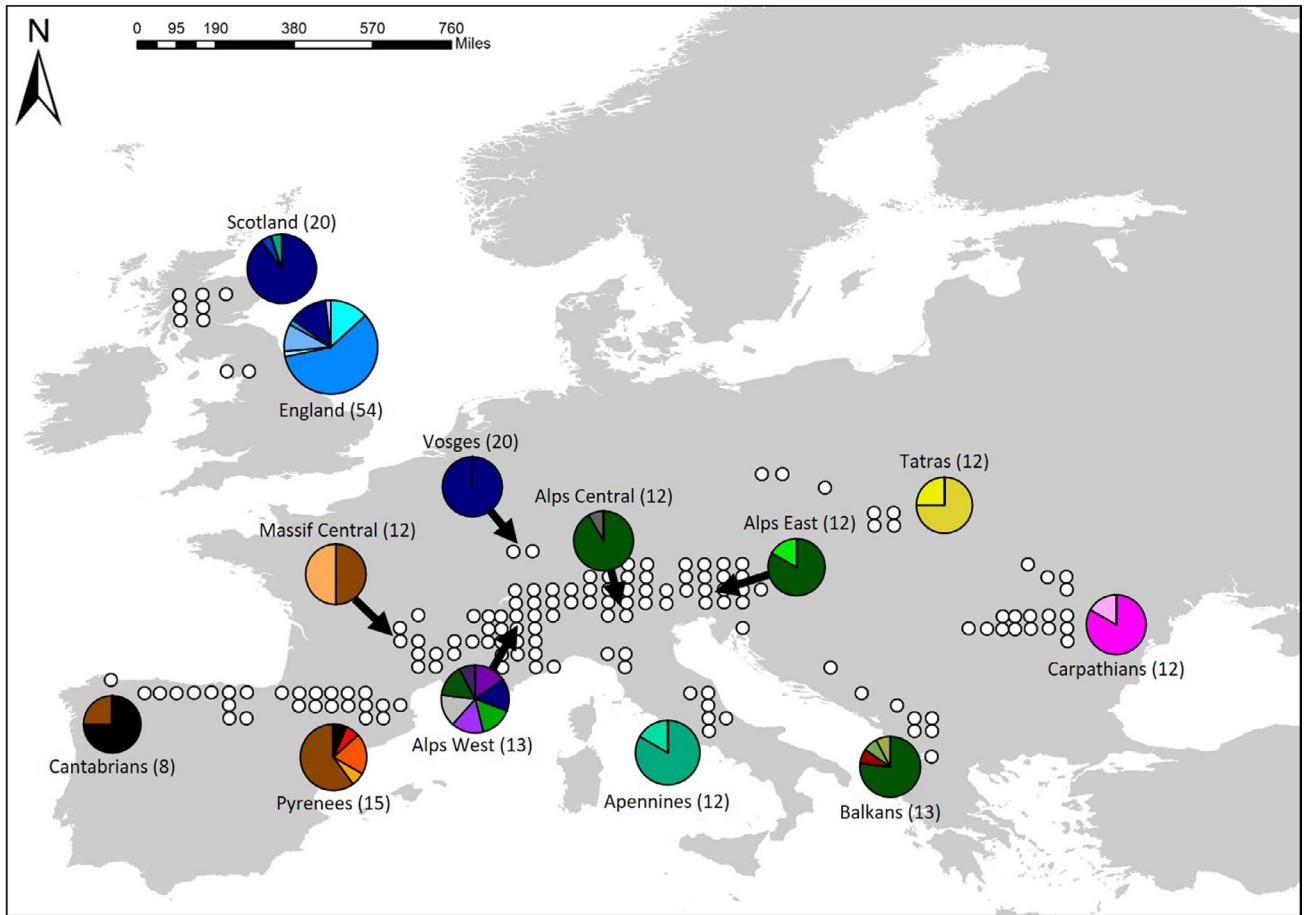 N
0 95 190 380 570 760
Miles
Scotland (20)
England (54)
Vosges (20)
Tatras (12)
Alps Central (12)
Massif Central (12)
Alps East (12)
Carpathians (12)
Alps West (13)
Cantabrians (8)
Pyrenees (15)
Apennines (12)
Balkans (13)